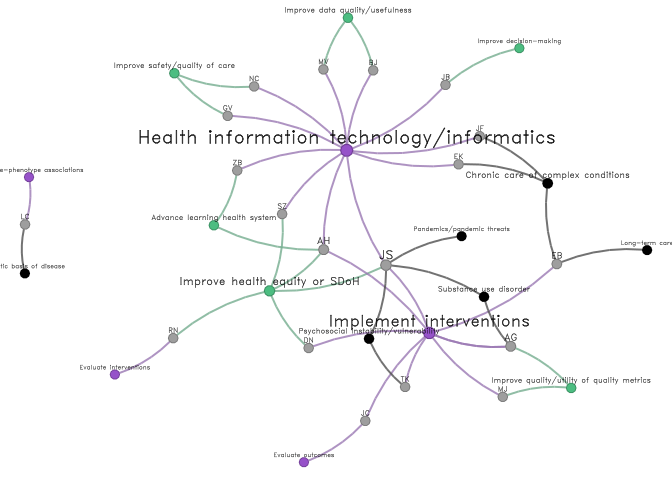 Improve data quality/usefulness
Improve decision-making
Improve safety/quality of care
MV
BJ
NC
JB
GV
Health information technology/informatics
JF
EK
ZB
e-phenotype associations
Chronic care of complex conditions
SZ
LC
Advance learning health system
Pandemics/pandemic threats
AH
JS
Long-term care
EB
tic basis of disease
Improve health equity or SDoH
Substance use disorder
Implement interventions
RN
Psychosocial instability/vulnerability
DN
AG
Evaluate interventions
TK
Improve quality/utility of quality metrics
MJ
JC
Evaluate outcomes